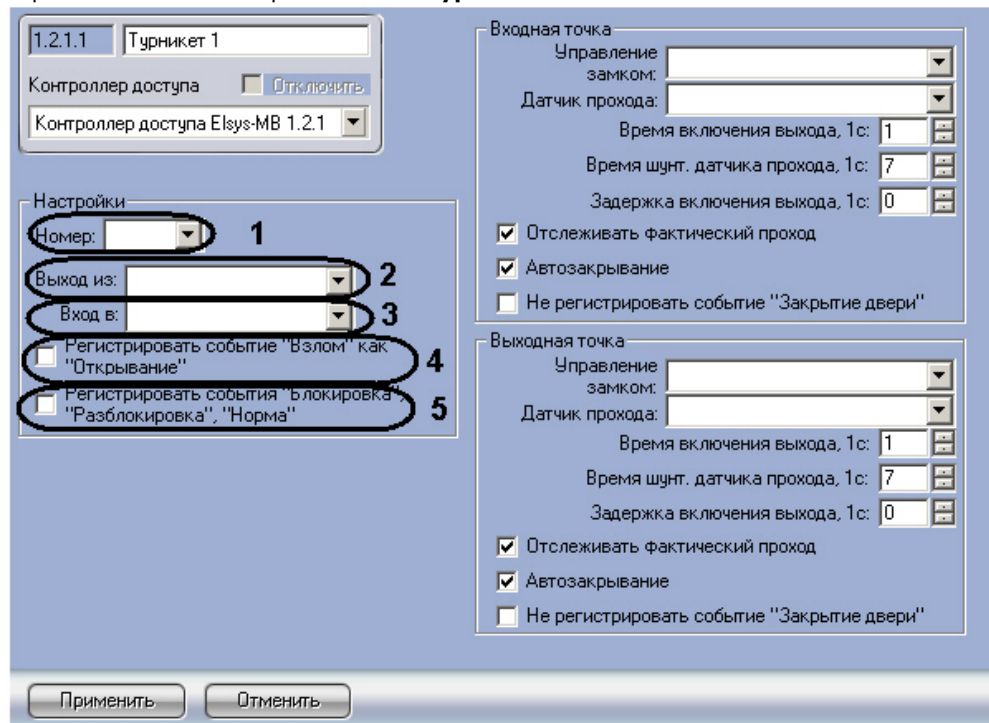 1.2.1.1 Турникет 1
Контроллер доступа Отключить
Контроллер доступа Elsys-MB 1.2.1
Настройки
Номер: 1
Выход из: 2
Вход в: 3
Регистрировать событие "Взлом" как
"Открывание" 4
Регистрировать события "Блокировка",
"Разблокировка", "Норма" 5
Входная точка
Управление
замком:
Датчик прохода:
Время включения выхода, 1с: 1
Время шунт. датчика прохода, 1с: 7
Задержка включения выхода, 1с: 0
Отслеживать фактический проход
Автозакрывание
Не регистрировать событие "Закрытие двери"
Выходная точка
Управление
замком:
Датчик прохода:
Время включения выхода, 1с: 1
Время шунт. датчика прохода, 1с: 7
Задержка включения выхода, 1с: 0
Отслеживать фактический проход
Автозакрывание
Не регистрировать событие "Закрытие двери"
Применить Отменить